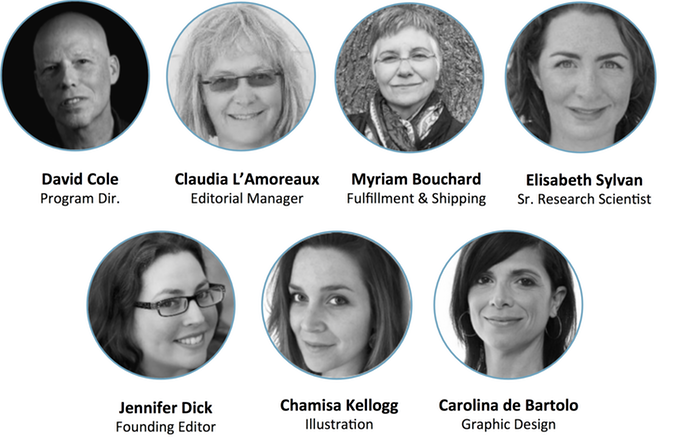 David Cole
Program Dir.
Claudia L’Amoreaux
Editorial Manager
Myriam Bouchard
Fulfillment & Shipping
Elisabeth Sylvan
Sr. Research Scientist
Jennifer Dick
Founding Editor
Chamisa Kellogg
Illustration
Carolina de Bartolo
Graphic Design